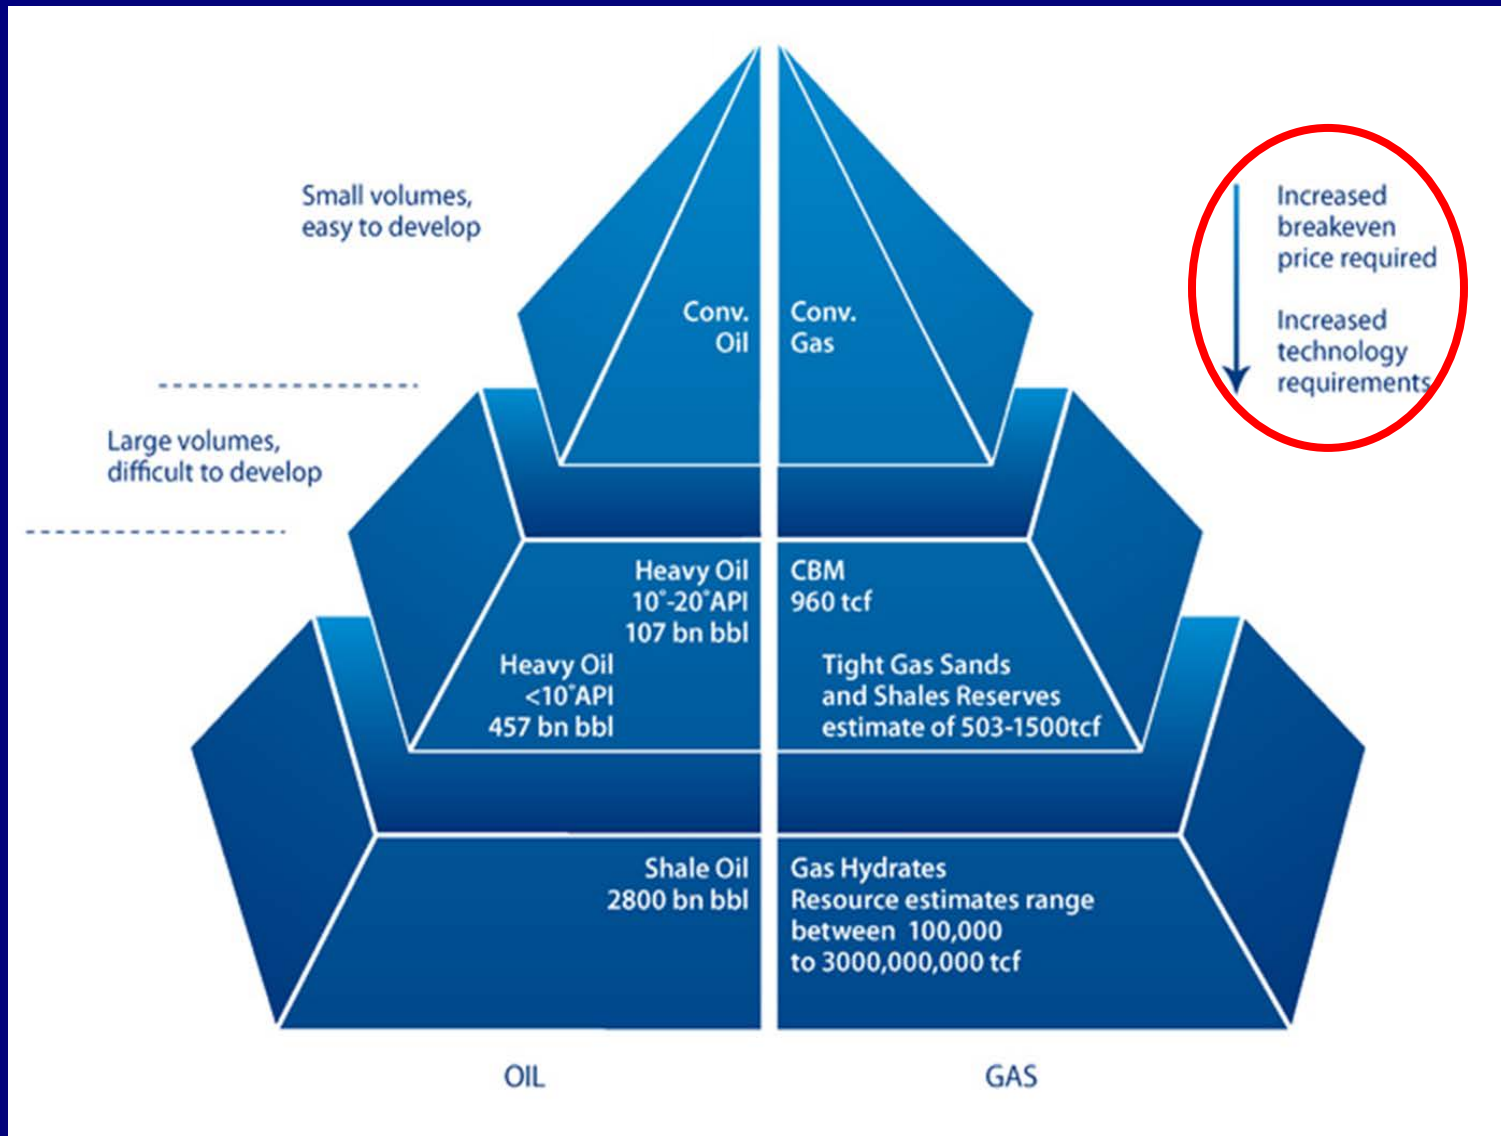 Small volumes,
easy to develop
Large volumes,
difficult to develop
Conv.
Oil
Conv.
Gas
Increased
breakeven
price required
Increased
technology
requirements
Heavy Oil
10°-20°API
107 bn bbl
Heavy Oil
<10°API
457 bn bbl
CBM
960 tcf
Tight Gas Sands
and Shales Reserves
estimate of 503-1500tcf
Shale Oil
2800 bn bbl
Gas Hydrates
Resource estimates range
between 100,000
to 3000,000,000 tcf
OIL
GAS